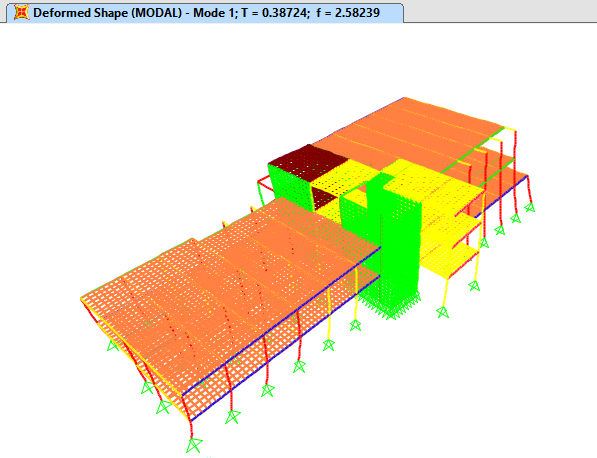 Deformed Shape (MODAL) - Mode 1; T = 0.38724; f = 2.58239